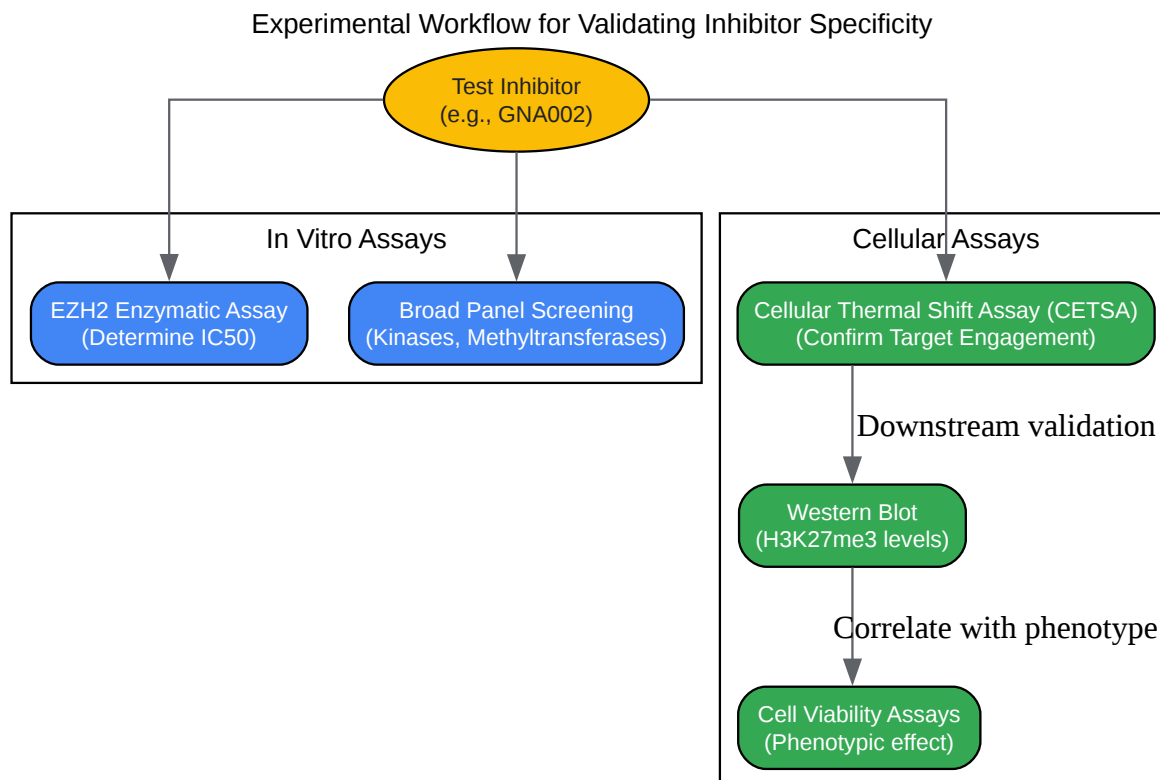 Experimental Workflow for Validating Inhibitor Specificity
Test Inhibitor
(e.g., GNA002)
In Vitro Assays
EZH2 Enzymatic Assay
(Determine IC50)
Broad Panel Screening
(Kinases, Methyltransferases)
Cellular Assays
Cellular Thermal Shift Assay (CETSA)
(Confirm Target Engagement)
Downstream validation
Western Blot
(H3K27me3 levels)
Correlate with phenotype
Cell Viability Assays
(Phenotypic effect)